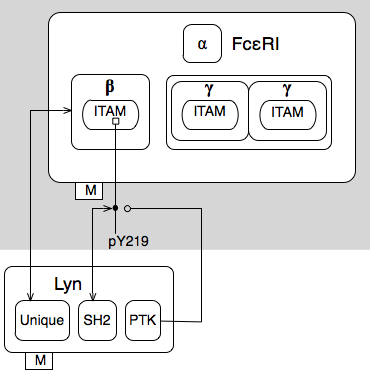 α FcεRI
β γ γ
ITAM ITAM ITAM
M
pY219
Lyn
Unique SH2 PTK
M